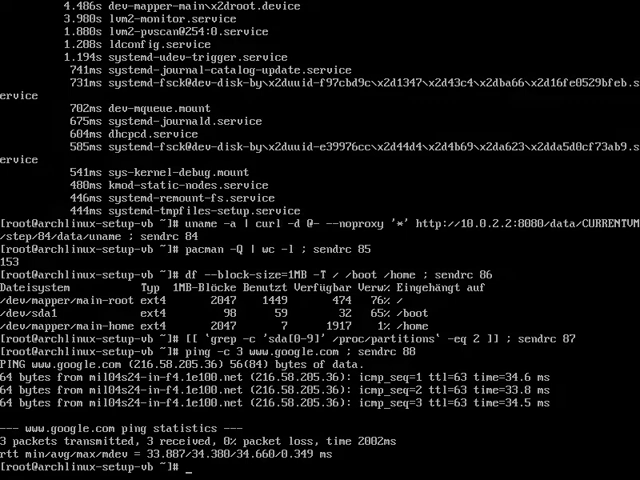 4.486s dev-mapper-main\x2droot.device
3.980s lvm2-monitor.service
1.880s lvm2-pvscan@254:0.service
1.208s ldconfig.service
1.194s systemd-udev-trigger.service
741ms systemd-journal-catalog-update.service
731ms systemd-fsck@dev-disk-by\x2duuid-f97cbd9c\x2d1347\x2d43c4\x2dba66\x2d16fe0529bfeb.s
ervice
702ms dev-mqueue.mount
675ms systemd-journald.service
604ms dhcpcd.service
585ms systemd-fsck@dev-disk-by\x2duuid-e39976cc\x2d44d4\x2d4b69\x2da623\x2dda5d0cf73ab9.s
ervice
541ms sys-kernel-debug.mount
480ms kmod-static-nodes.service
446ms systemd-remount-fs.service
444ms systemd-tmpfiles-setup.service
[root@archlinux-setup-verify ~]# uname -a | curl -d @- --noproxy '*' http://10.0.2.2:8080/data/CURRENTVM
/step/84/data/uname ; sendrc 84
[root@archlinux-setup-verify ~]# pacman -Q | wc -l ; sendrc 85
153
[root@archlinux-setup-verify ~]# df --block-size=1MB -T / /boot /home ; sendrc 86
Dateisystem Typ 1MB-Blöcke Benutzt Verfügbar Verw% Eingehängt auf
/dev/mapper/main-root ext4 2047 1449 474 76% /
/dev/sda1 ext4 98 59 32 65% /boot
/dev/mapper/main-home ext4 2047 7 1917 1% /home
[root@archlinux-setup-verify ~]# [[ `grep -c 'sda[0-9]' /proc/partitions` -eq 2 ]] ; sendrc 87
[root@archlinux-setup-verify ~]# ping -c 3 www.google.com ; sendrc 88
PING www.google.com (216.58.205.36) 56(84) bytes of data.
64 bytes from mil04s24-in-f4.1e100.net (216.58.205.36): icmp_seq=1 ttl=63 time=34.6 ms
64 bytes from mil04s24-in-f4.1e100.net (216.58.205.36): icmp_seq=2 ttl=63 time=33.8 ms
64 bytes from mil04s24-in-f4.1e100.net (216.58.205.36): icmp_seq=3 ttl=63 time=34.5 ms
--- www.google.com ping statistics ---
3 packets transmitted, 3 received, 0% packet loss, time 2002ms
rtt min/avg/max/mdev = 33.887/34.380/34.660/0.349 ms
[root@archlinux-setup-verify ~]# _